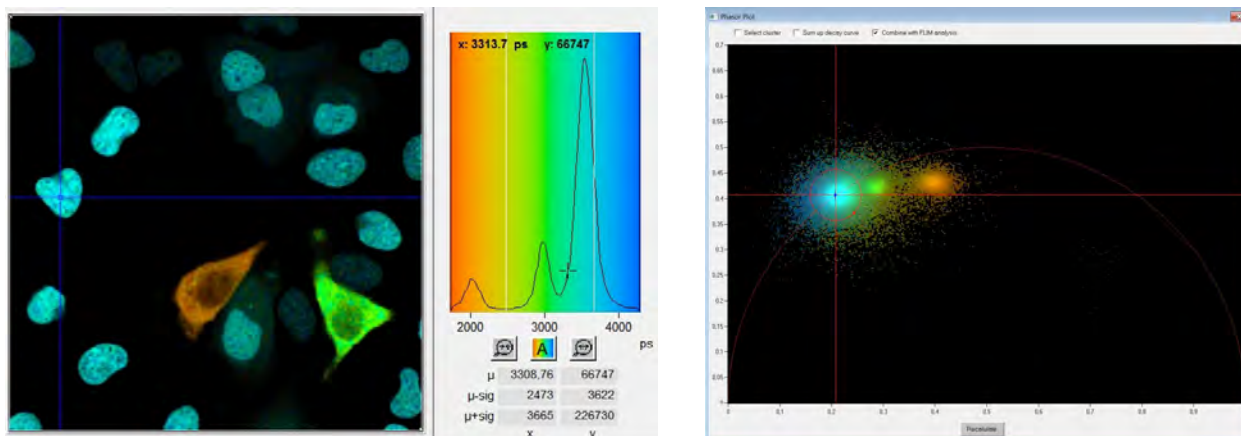 x: 3313.7 ps y: 66747
2000 3000 4000
ps
A
μ 3308,76 66747
μ-sig 2473 3622
μ+sig 3665 226730
x y
Phasor Plot
Select cluster Sum up decay curve Combine with FLIM analysis
0.7
0.65
0.6
0.55
0.5
0.45
0.4
0.35
0.3
0.25
0.2
0.15
0.1
0.05
0 0.1 0.2 0.3 0.4 0.5 0.6 0.7 0.8 0.9